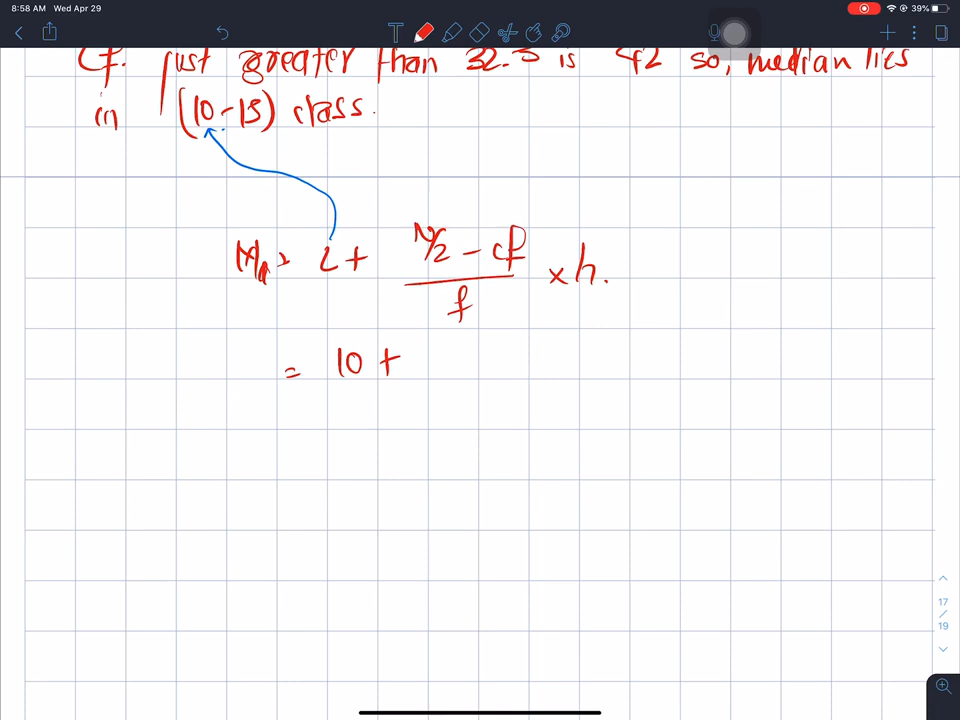 8:58 AM Wed Apr 29
39%
cf. just greater than 32.5 is 42 so, median lies
in (10-15) class.
Md = L + (N/2 - cf)/f × h.
= 10 +
17
/
19